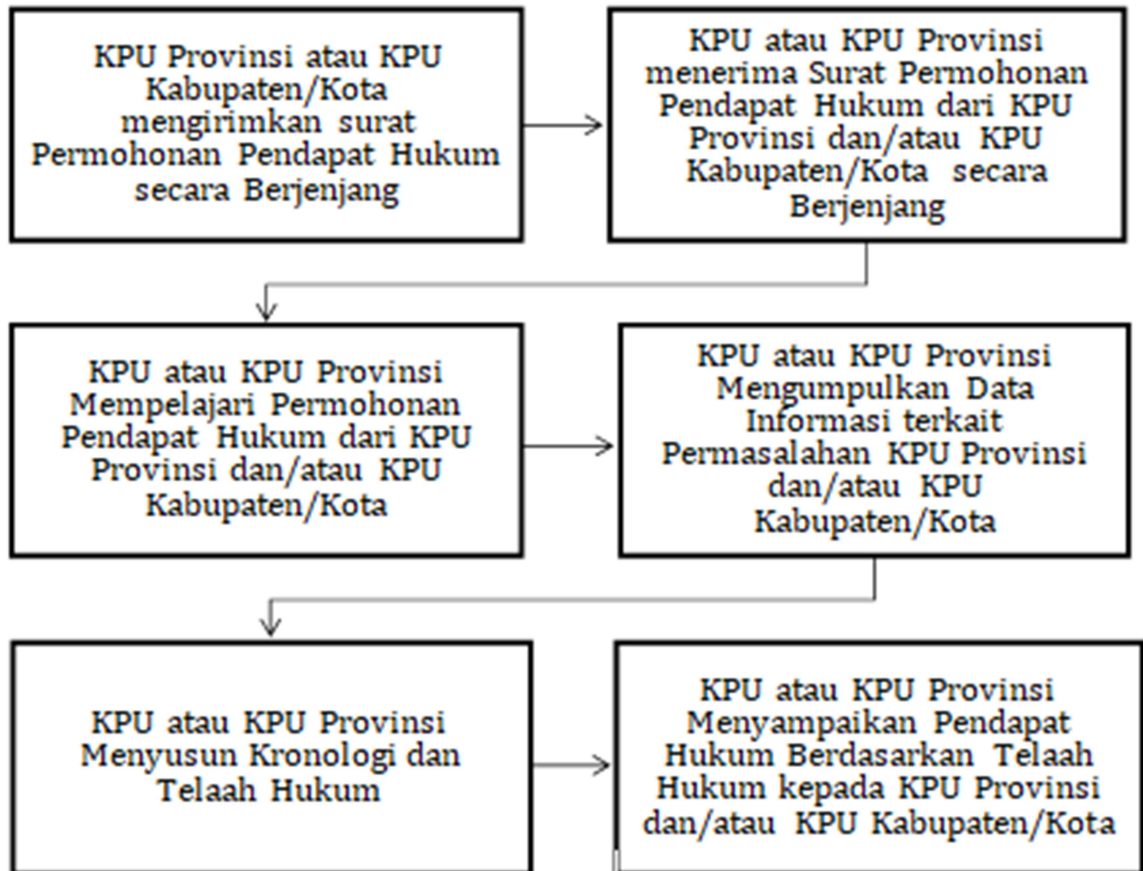 KPU Provinsi atau KPU
Kabupaten/Kota
mengirimkan surat
Permohonan Pendapat Hukum
secara Berjenjang
KPU atau KPU Provinsi
menerima Surat Permohonan
Pendapat Hukum dari KPU
Provinsi dan/atau KPU
Kabupaten/Kota secara
Berjenjang
KPU atau KPU Provinsi
Mempelajari Permohonan
Pendapat Hukum dari KPU
Provinsi dan/atau KPU
Kabupaten/Kota
KPU atau KPU Provinsi
Mengumpulkan Data
Informasi terkait
Permasalahan KPU Provinsi
dan/atau KPU
Kabupaten/Kota
KPU atau KPU Provinsi
Menyusun Kronologi dan
Telaah Hukum
KPU atau KPU Provinsi
Menyampaikan Pendapat
Hukum Berdasarkan Telaah
Hukum kepada KPU Provinsi
dan/atau KPU Kabupaten/Kota